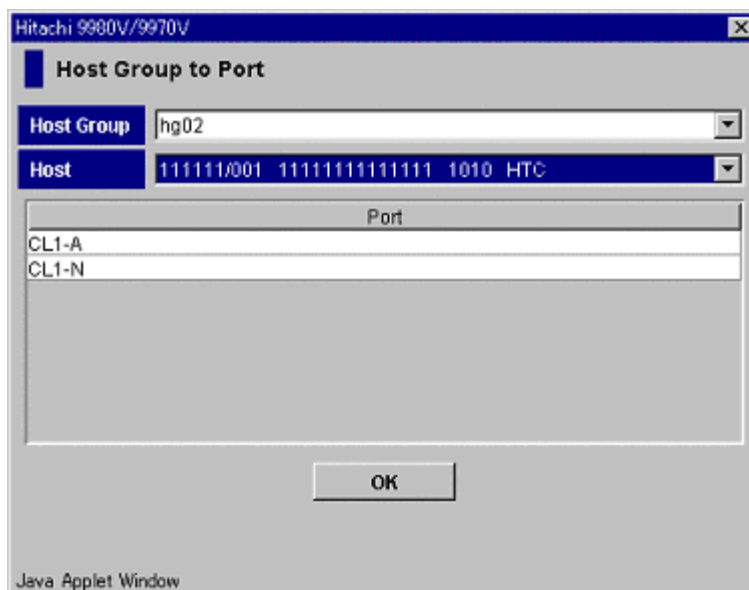 Hitachi 9980V/9970V
Host Group to Port
Host Group hg02
Host 111111/001 11111111111111 1010 HTC
Port
CL1-A
CL1-N
OK
Java Applet Window